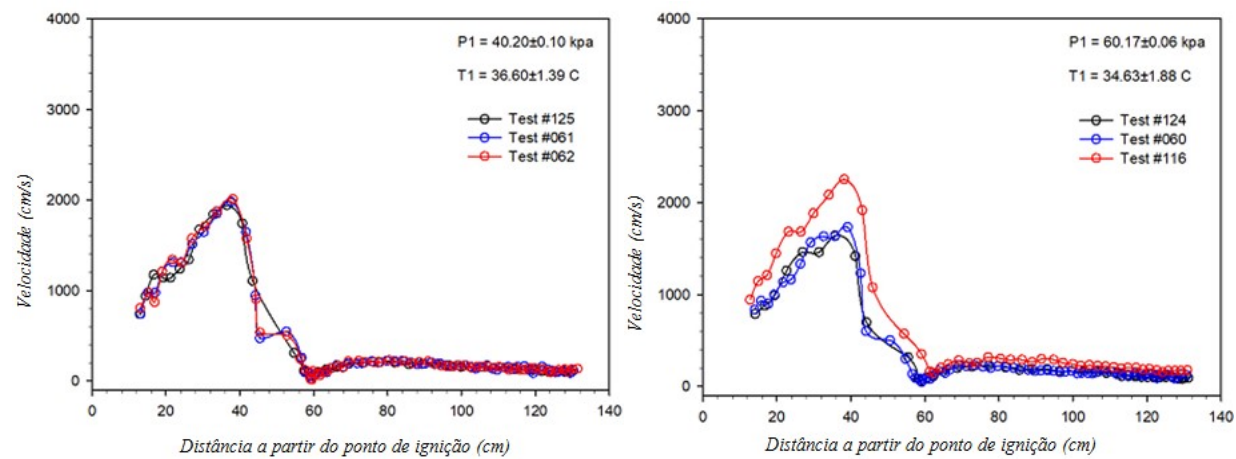 4000
3000
2000
1000
0
Velocidade (cm/s)
P1 = 40.20±0.10 kpa
T1 = 36.60±1.39 C
Test #125
Test #061
Test #062
0 20 40 60 80 100 120 140
Distância a partir do ponto de ignição (cm)
4000
3000
2000
1000
0
Velocidade (cm/s)
P1 = 60.17±0.06 kpa
T1 = 34.63±1.88 C
Test #124
Test #060
Test #116
0 20 40 60 80 100 120 140
Distância a partir do ponto de ignição (cm)